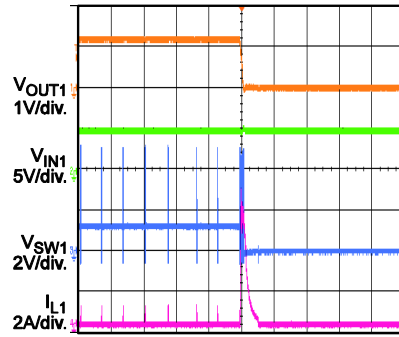 VOUT1
1V/div.
VIN1
5V/div.
VSW1
2V/div.
IL1
2A/div.